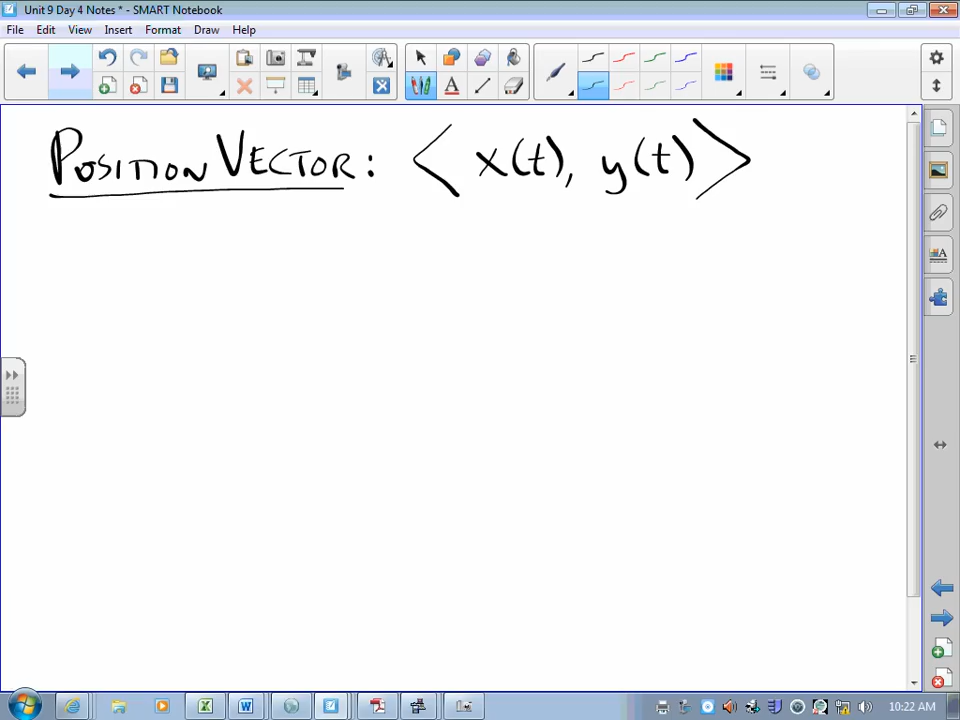 Unit 9 Day 4 Notes * - SMART Notebook
File Edit View Insert Format Draw Help
POSITION VECTOR: < x(t), y(t) >
10:22 AM